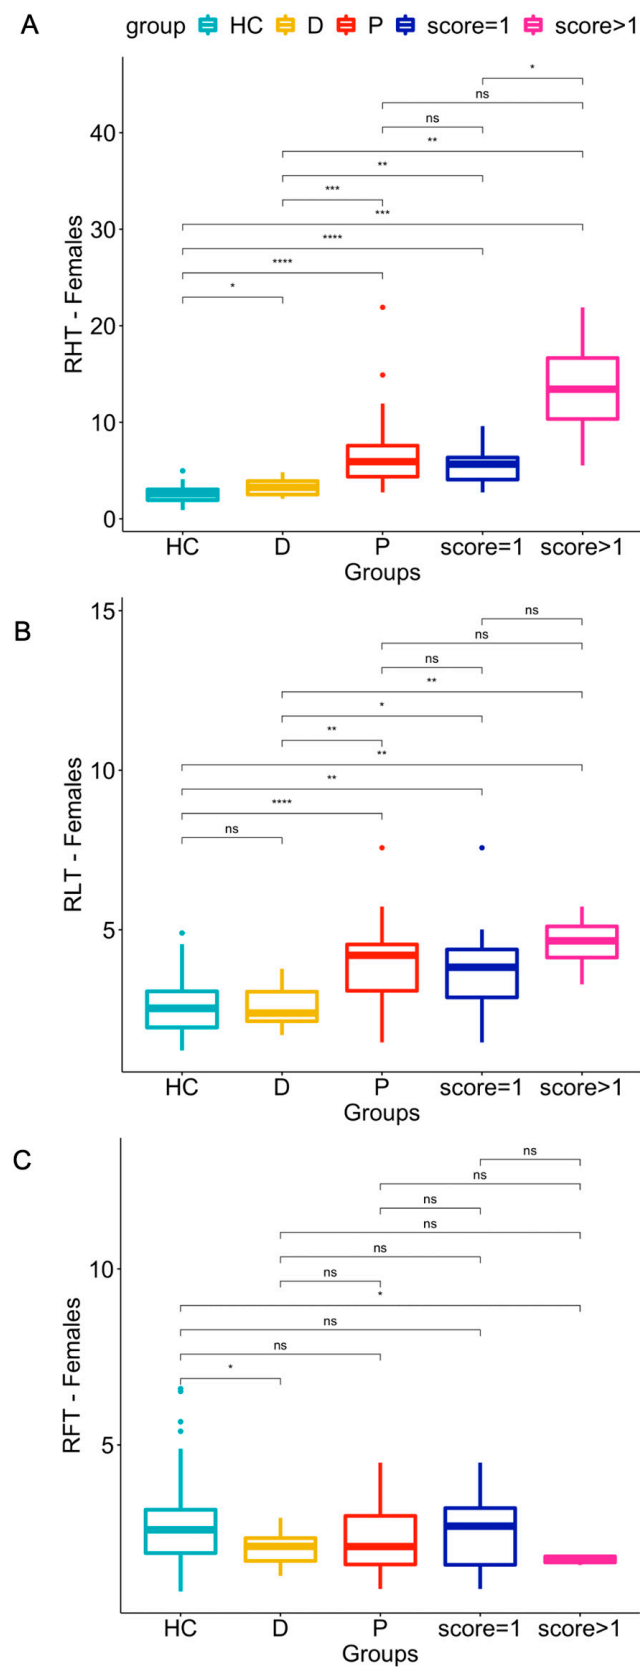 A
group HC D P score=1 score>1
*
ns
ns
**
**
***
***
****
****
*
40
30
20
10
0
RHT - Females
HC D P score=1 score>1
Groups
B
15
ns
ns
ns
**
*
**
**
**
****
ns
10
5
RLT - Females
HC D P score=1 score>1
Groups
C
ns
ns
ns
ns
ns
ns
*
ns
ns
*
10
5
RFT - Females
HC D P score=1 score>1
Groups